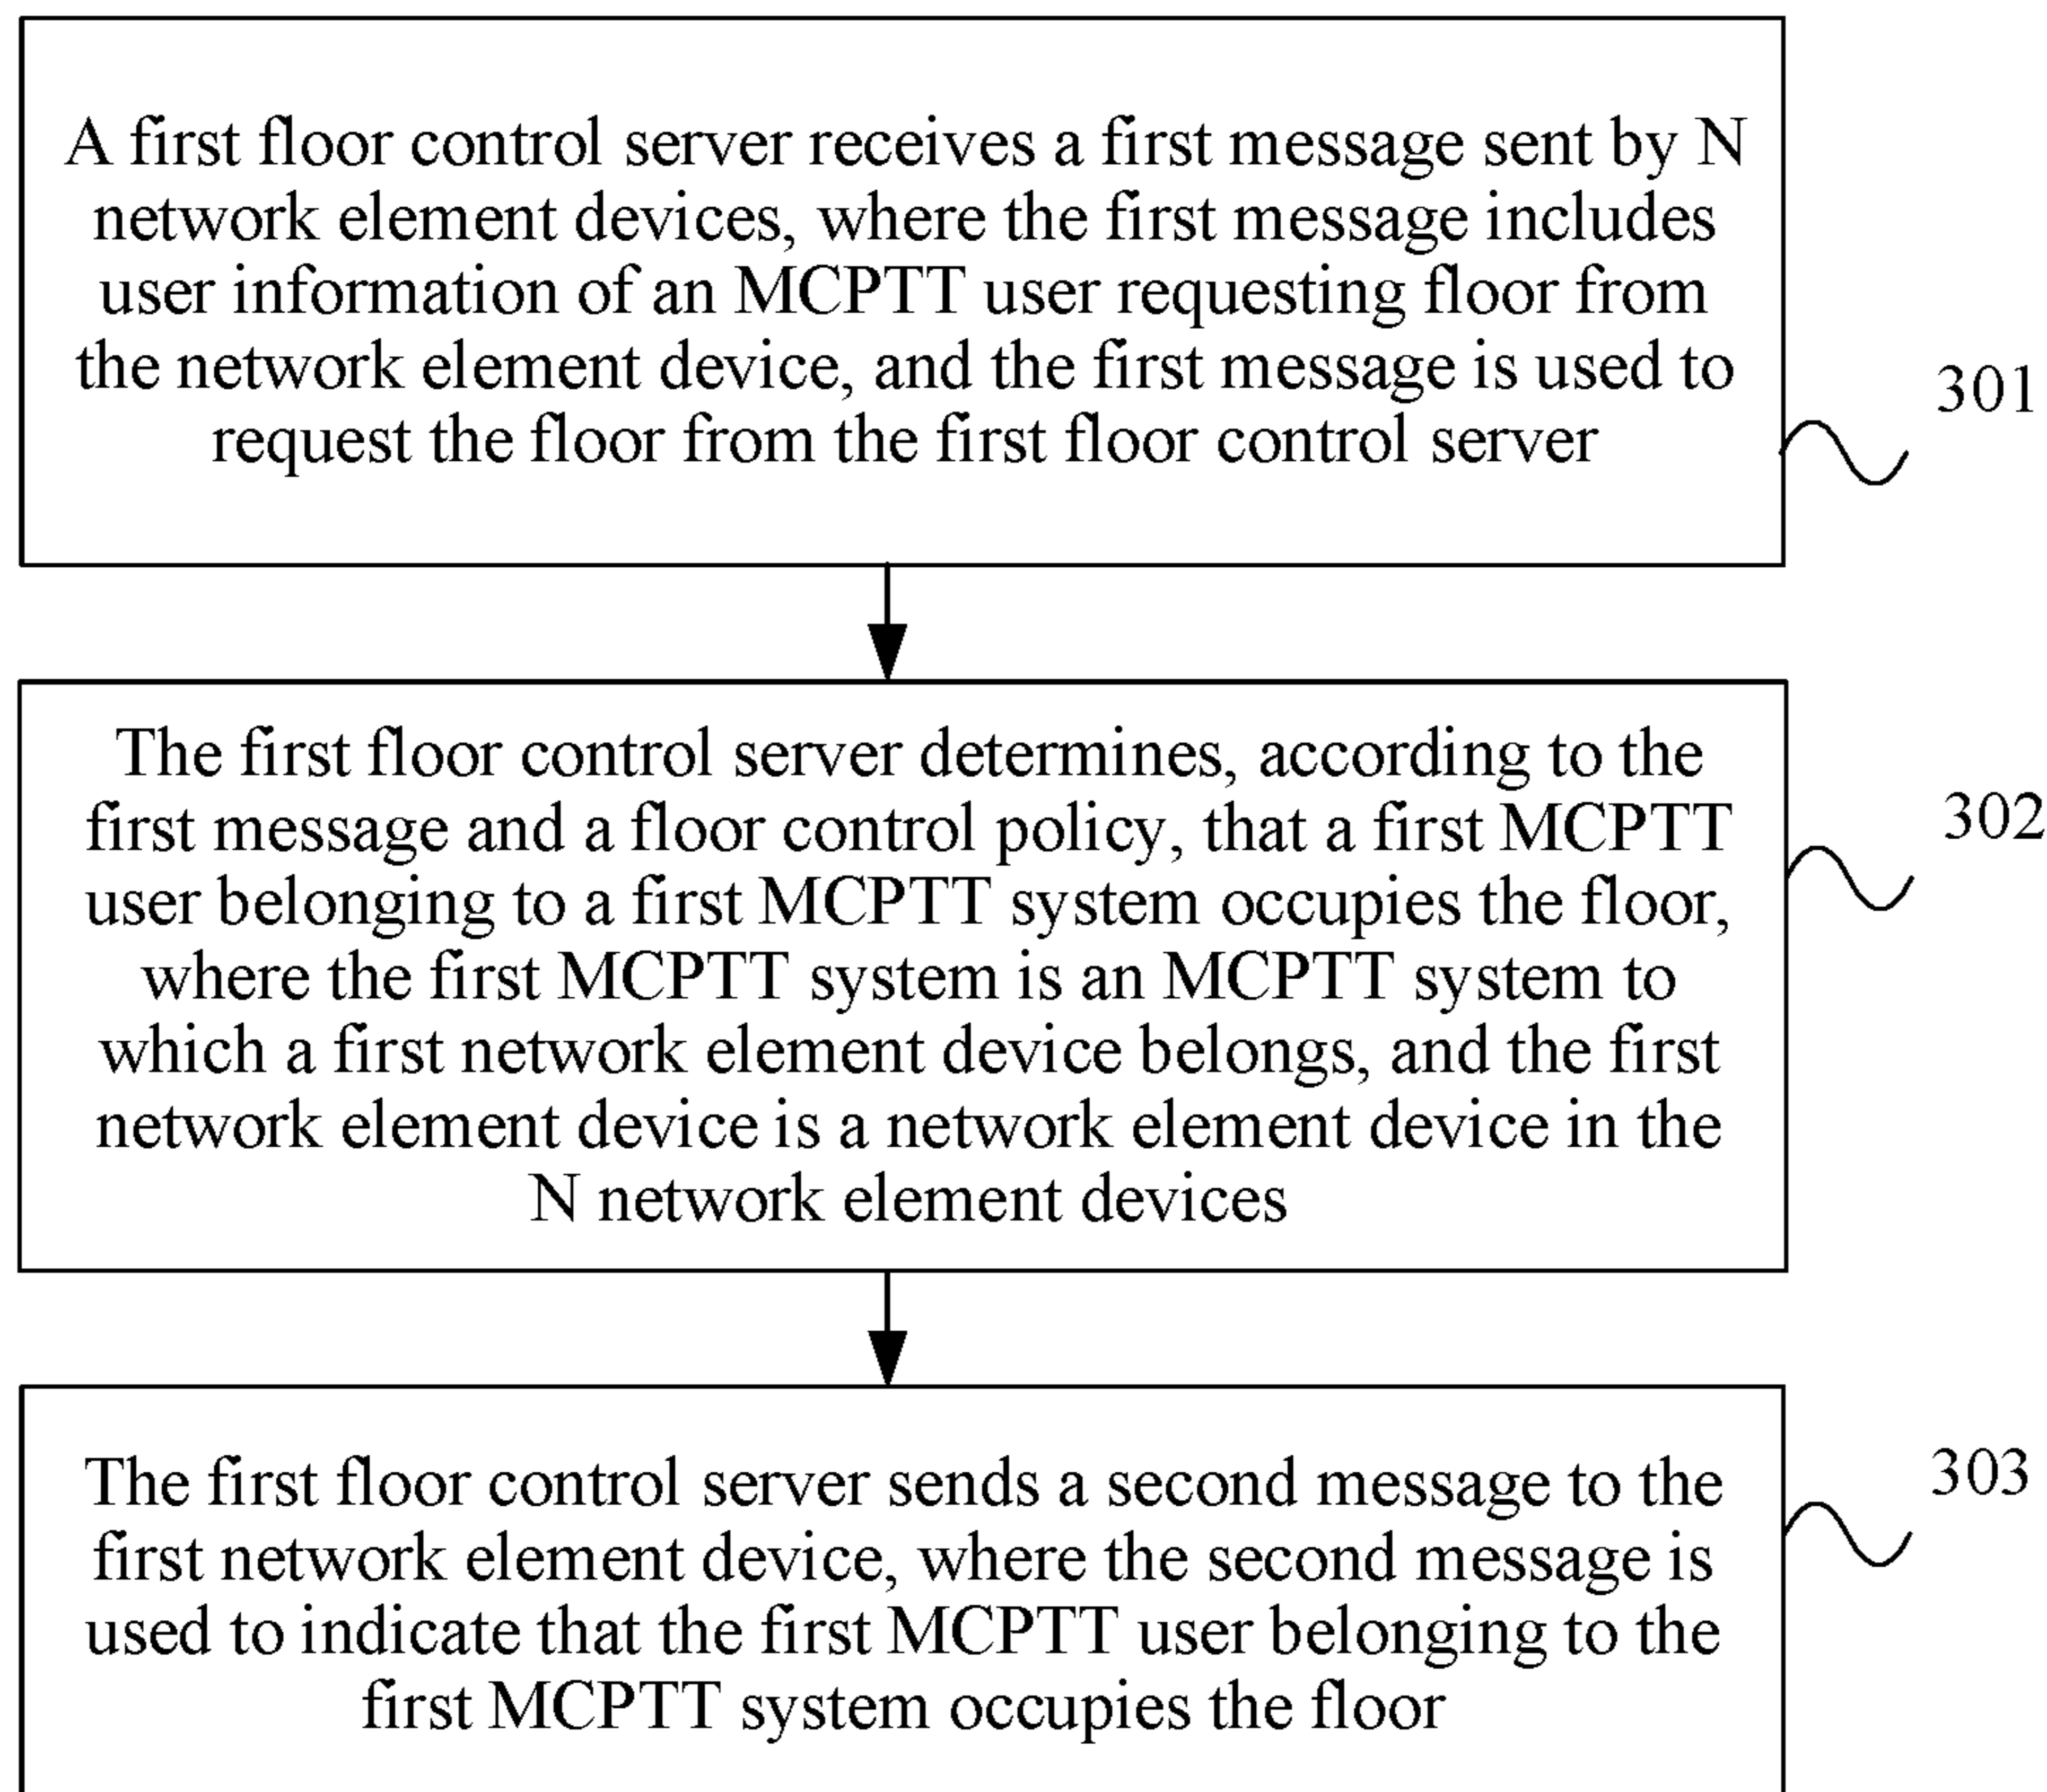 A first floor control server receives a first message sent by N
network element devices, where the first message includes
user information of an MCPTT user requesting floor from
the network element device, and the first message is used to
request the floor from the first floor control server
301
The first floor control server determines, according to the
first message and a floor control policy, that a first MCPTT
user belonging to a first MCPTT system occupies the floor,
where the first MCPTT system is an MCPTT system to
which a first network element device belongs, and the first
network element device is a network element device in the
N network element devices
302
The first floor control server sends a second message to the
first network element device, where the second message is
used to indicate that the first MCPTT user belonging to the
first MCPTT system occupies the floor
303